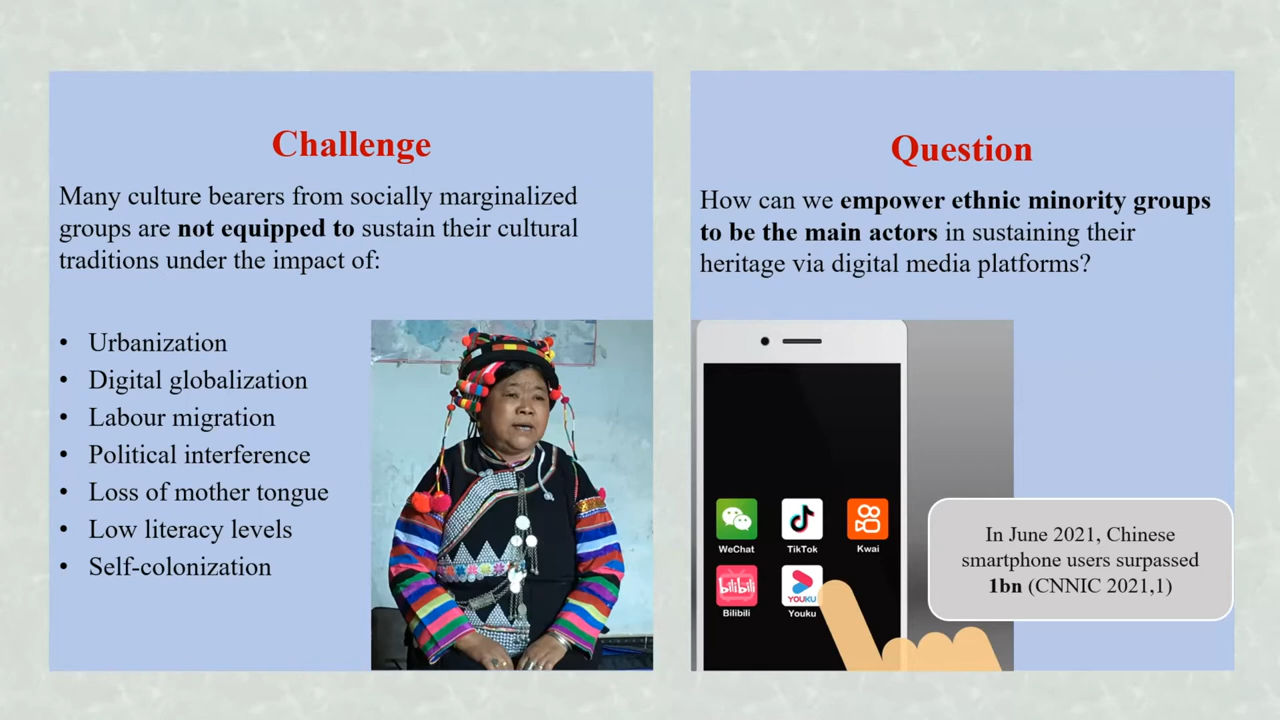 Challenge
Many culture bearers from socially marginalized
groups are not equipped to sustain their cultural
traditions under the impact of:
• Urbanization
• Digital globalization
• Labour migration
• Political interference
• Loss of mother tongue
• Low literacy levels
• Self-colonization
Question
How can we empower ethnic minority groups
to be the main actors in sustaining their
heritage via digital media platforms?
WeChat
TikTok
Kwai
bilibili
Bilibili
YOUKU
Youku
In June 2021, Chinese
smartphone users surpassed
1bn (CNNIC 2021,1)